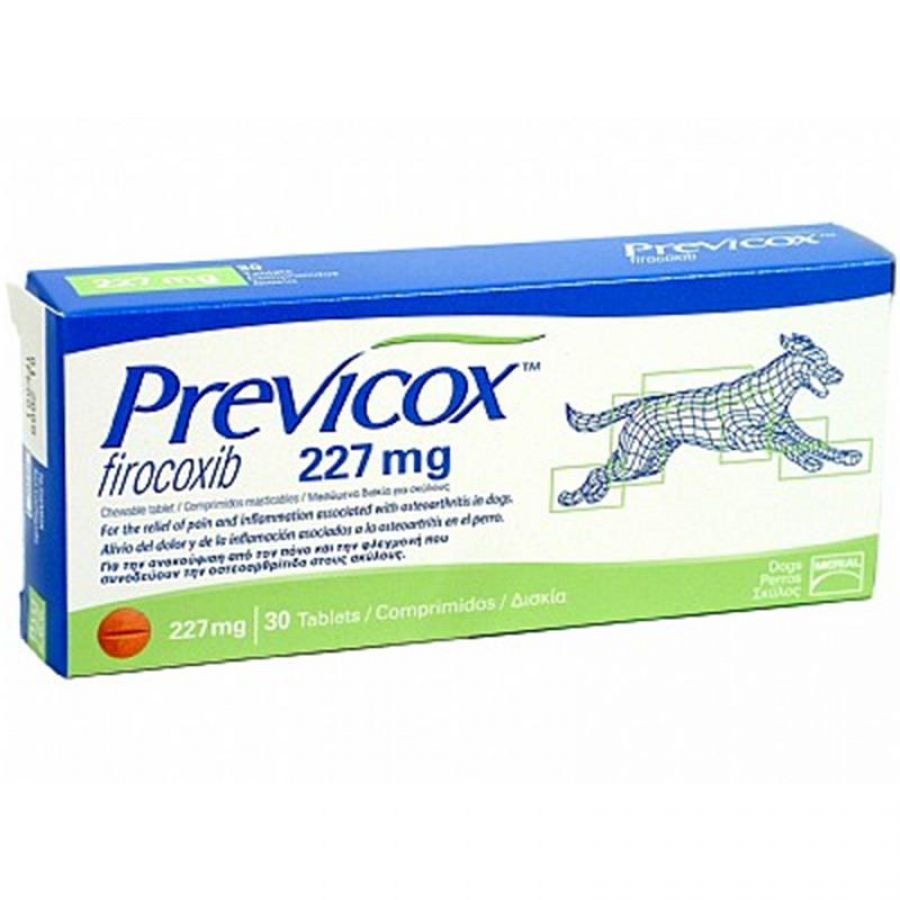 Previcox™
firocoxib
227 mg
30
Previcox™
firocoxib 227 mg
Chewable tablet / Comprimidos masticables / Μασώμενα δισκία για σκύλους
For the relief of pain and inflammation associated with osteoarthritis in dogs.
Alivio del dolor y de la inflamación asociados a la osteoartritis en el perro.
Για την ανακούφιση από τον πόνο και την φλεγμονή που
συνοδεύουν την οστεοαρθρίτιδα στους σκύλους.
Dogs
Perros
Σκύλος
MERIAL
227 mg 30 Tablets / Comprimidos / Δισκία